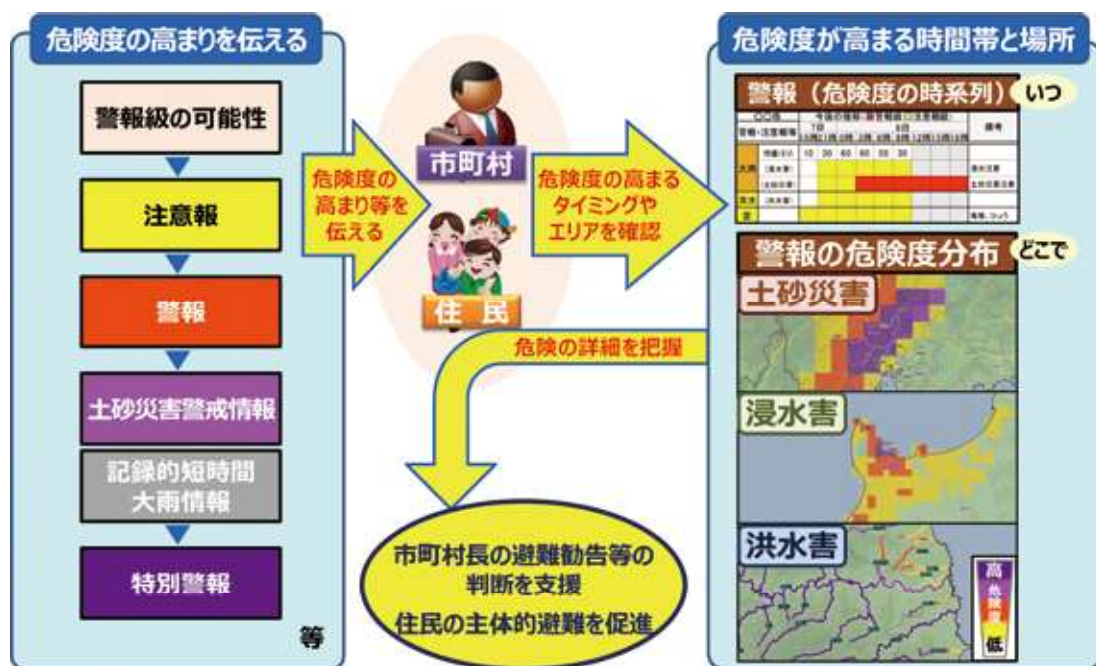 危険度の高まりを伝える
警報級の可能性
注意報
警報
土砂災害警戒情報
記録的短時間
大雨情報
特別警報
等
危険度の
高まり等を
伝える
市町村
住 民
危険度の高まる
タイミングや
エリアを確認
危険の詳細を把握
市町村長の避難勧告等の
判断を支援
住民の主体的避難を促進
危険度が高まる時間帯と場所
警報（危険度の時系列）
いつ
備考
10 30 50
警報の危険度分布
どこで
土砂災害
浸水害
洪水害
高
危険度
低